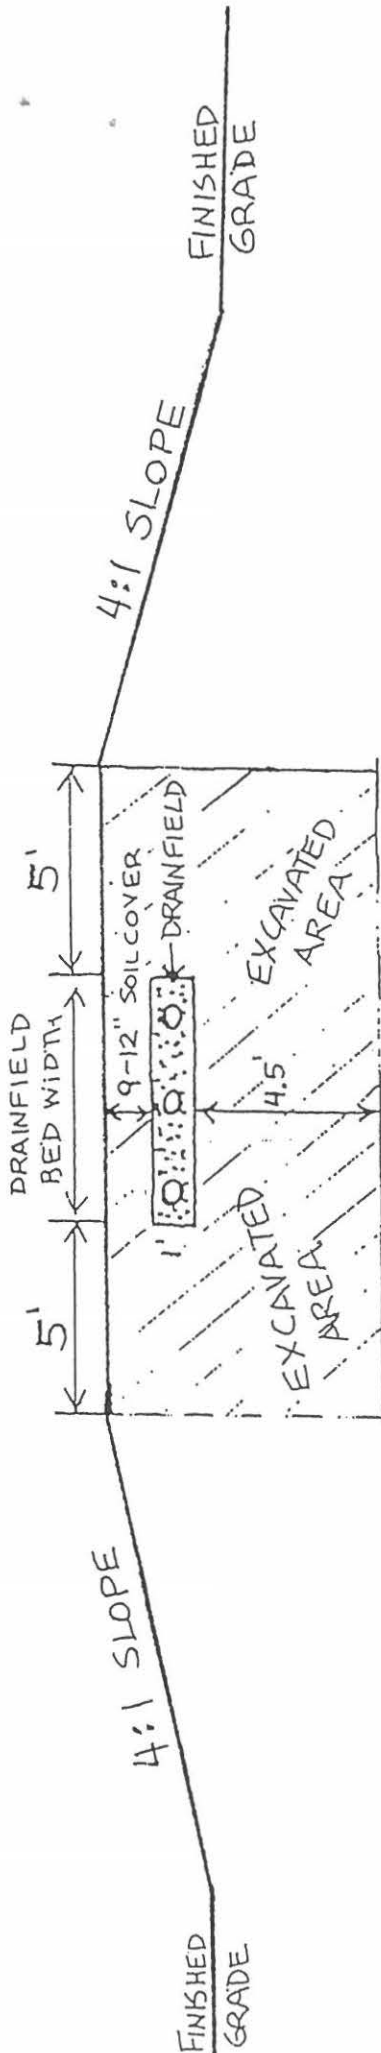 FINISHED
GRADE
4:1 SLOPE
5'
DRAINFIELD
BED WIDTH
5'
9-12" SOIL COVER
1'
DRAINFIELD
4.5'
EXCAVATED
AREA
EXCAVATED
AREA
4:1 SLOPE
FINISHED
GRADE